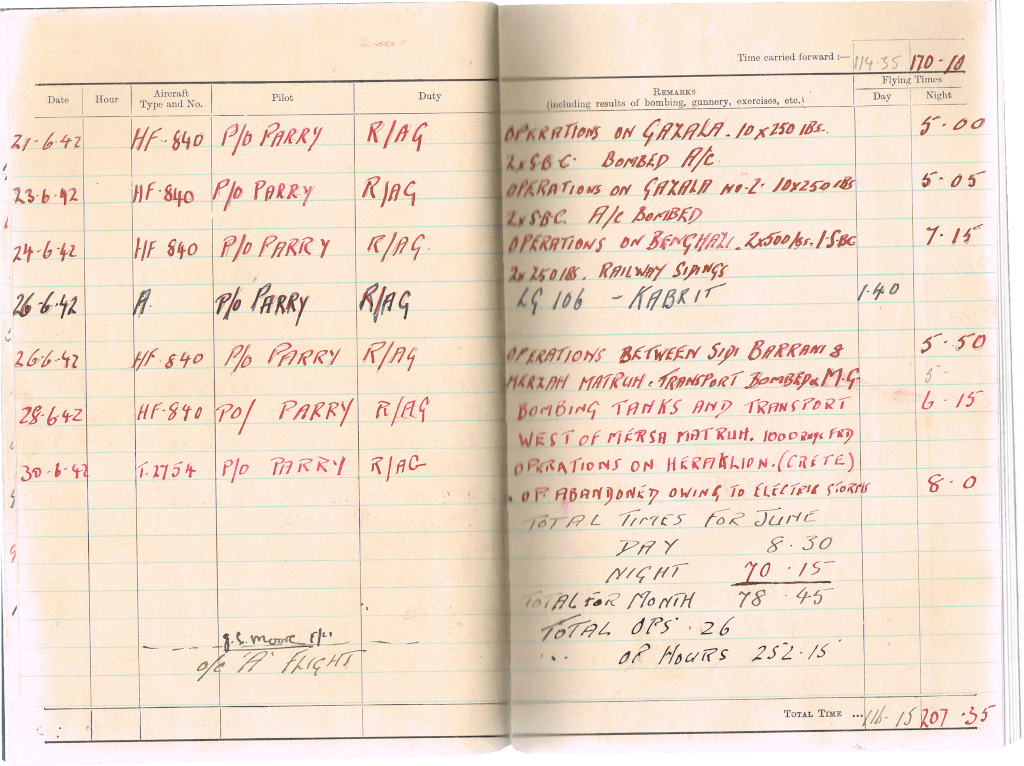 Time carried forward :— 114·35 170·10
Date Hour Aircraft Type and No. Pilot Duty REMARKS (including results of bombing, gunnery, exercises, etc.) Flying Times Day Night
21·6·42 HF·840 P/O PARRY R/AG OPERATIONS ON GAZALA. 10x250 lBS. 5·00
2xS·B·C· BOMBED A/C
23·6·42 HF·840 P/O PARRY R/AG OPERATIONS ON GAZALA NO·2· 10x250 lBS 5·05
2xS·B·C. A/C BOMBED
24·6·42 HF 840 P/O PARRY R/AG. OPERATIONS ON BENGHAZI. 2x500 lbs. 1·SBC 7·15
2x250 lBS. RAILWAY SIDINGS
26·6·42 A. P/O PARRY R/AG LG 106 - KABRIT 1·40
26·6·42 HF·840 P/O PARRY R/AG OPERATIONS BETWEEN SIDI BARRANI & 5·50
MERZAH MATRUH. TRANSPORT BOMBED & M·G· 5·
28·6·42 HF·840 PO/ PARRY R/AG BOMBING TANKS AND TRANSPORT 6·15
WEST OF MERSA MATRUH. 1000 RDGS FRD
30·6·42 T.2754 P/O PARRY R/AG OPERATIONS ON HERAKLION. (CRETE)
OP. ABANDONED OWING TO ELECTRIC STORMS 8·0
TOTAL TIMES FOR JUNE
DAY 8·30
NIGHT 70·15
TOTAL FOR MONTH 78·45
TOTAL OPS· 26
J.S. Moore F/Lt
" OP HOURS 252·15
O/C 'A' FLIGHT
TOTAL TIME ... 116·15 207·35